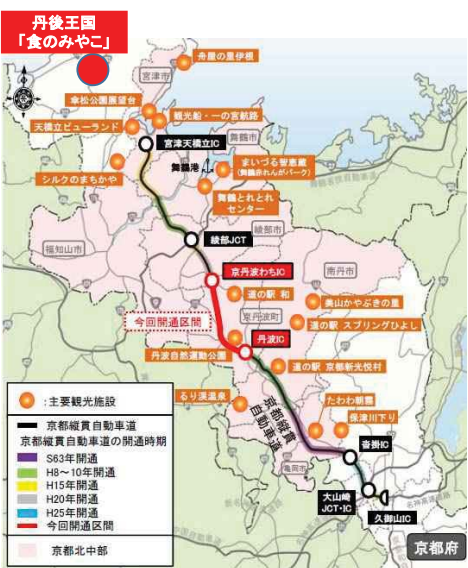 丹後王国
「食のみやこ」
舟屋の里伊根
宮津市
傘松公園展望台
観光船・一の宮航路
天橋立ビューランド
舞鶴市
宮津天橋立IC
舞鶴港
まいづる智恵蔵
(舞鶴赤れんがパーク)
シルクのまちかや
舞鶴とれとれ
センター
綾部市
綾部JCT
福知山市
京丹波わちIC
南丹市
道の駅 和
美山かやぶきの里
京丹波町
今回開通区間
道の駅 スプリングひよし
丹波IC
丹波自然運動公園
道の駅 京都新光悦村
るり渓温泉
たわわ朝霧
保津川下り
京都縦貫
自動車道
沓掛IC
亀岡市
大山崎
JCT・IC
久御山IC
名神高速道路
京都府
:主要観光施設
京都縦貫自動車道
京都縦貫自動車道の開通時期
S63年開通
H8～10年開通
H15年開通
H20年開通
H25年開通
今回開通区間
京都北中部